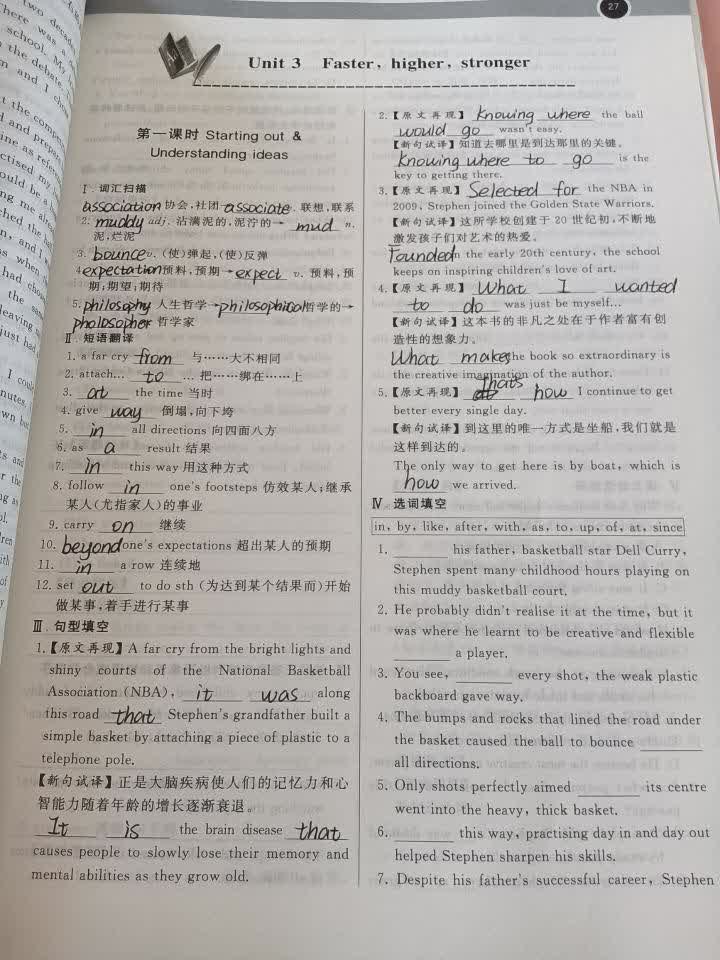 27
two deca
here was a
school. My
n the debate
m and I ch
Unit 3 Faster, higher, stronger
第一课时 Starting out &
Understanding ideas
Ⅰ. 词汇扫描
association 协会,社团 associate. 联想,联系
2. muddy adj. 沾满泥的,泥泞的→ mud n.
泥,烂泥
3. bounce v. (使)弹起,(使)反弹
4 expectation 预料,预期→ expect v. 预料,预
期;期望;期待
5. philosophy 人生哲学→ philosophical 哲学的→
pholosopher 哲学家
Ⅱ. 短语翻译
1. a far cry from 与……大不相同
2. attach... to ... 把……绑在……上
3. at the time 当时
4. give way 倒塌,向下垮
5. in all directions 向四面八方
6. as a result 结果
7. in this way 用这种方式
8. follow in one's footsteps 仿效某人;继承
某人(尤指家人)的事业
9. carry on 继续
10. beyond one's expectations 超出某人的预期
11. in a row 连续地
12. set out to do sth (为达到某个结果而)开始
做某事,着手进行某事
Ⅲ. 句型填空
1.【原文再现】A far cry from the bright lights and
shiny courts of the National Basketball
Association (NBA), it was along
this road that Stephen's grandfather built a
simple basket by attaching a piece of plastic to a
telephone pole.
【新句试译】正是大脑疾病使人们的记忆力和心
智能力随着年龄的增长逐渐衰退。
It is the brain disease that
causes people to slowly lose their memory and
mental abilities as they grow old.
2.【原文再现】 Knowing where the ball
would go wasn't easy.
【新句试译】知道去哪里是到达那里的关键。
Knowing where to go is the
key to getting there.
3.【原文再现】 Selected for the NBA in
2009, Stephen joined the Golden State Warriors.
【新句试译】这所学校创建于 20 世纪初,不断地
激发孩子们对艺术的热爱。
Founded in the early 20th century, the school
keeps on inspiring children's love of art.
4.【原文再现】 What I wanted
to do was just be myself...
【新句试译】这本书的非凡之处在于作者富有创
造性的想象力。
What makes the book so extraordinary is
the creative imagination of the author.
5.【原文再现】 That's how I continue to get
better every single day.
【新句试译】到这里的唯一方式是坐船,我们就是
这样到达的。
The only way to get here is by boat, which is
how we arrived.
Ⅳ. 选词填空
in, by, like, after, with, as, to, up, of, at, since
1. his father, basketball star Dell Curry,
Stephen spent many childhood hours playing on
this muddy basketball court.
2. He probably didn't realise it at the time, but it
was where he learnt to be creative and flexible
a player.
3. You see, every shot, the weak plastic
backboard gave way.
4. The bumps and rocks that lined the road under
the basket caused the ball to bounce
all directions.
5. Only shots perfectly aimed its centre
went into the heavy, thick basket.
6. this way, practising day in and day out
helped Stephen sharpen his skills.
7. Despite his father's successful career, Stephen